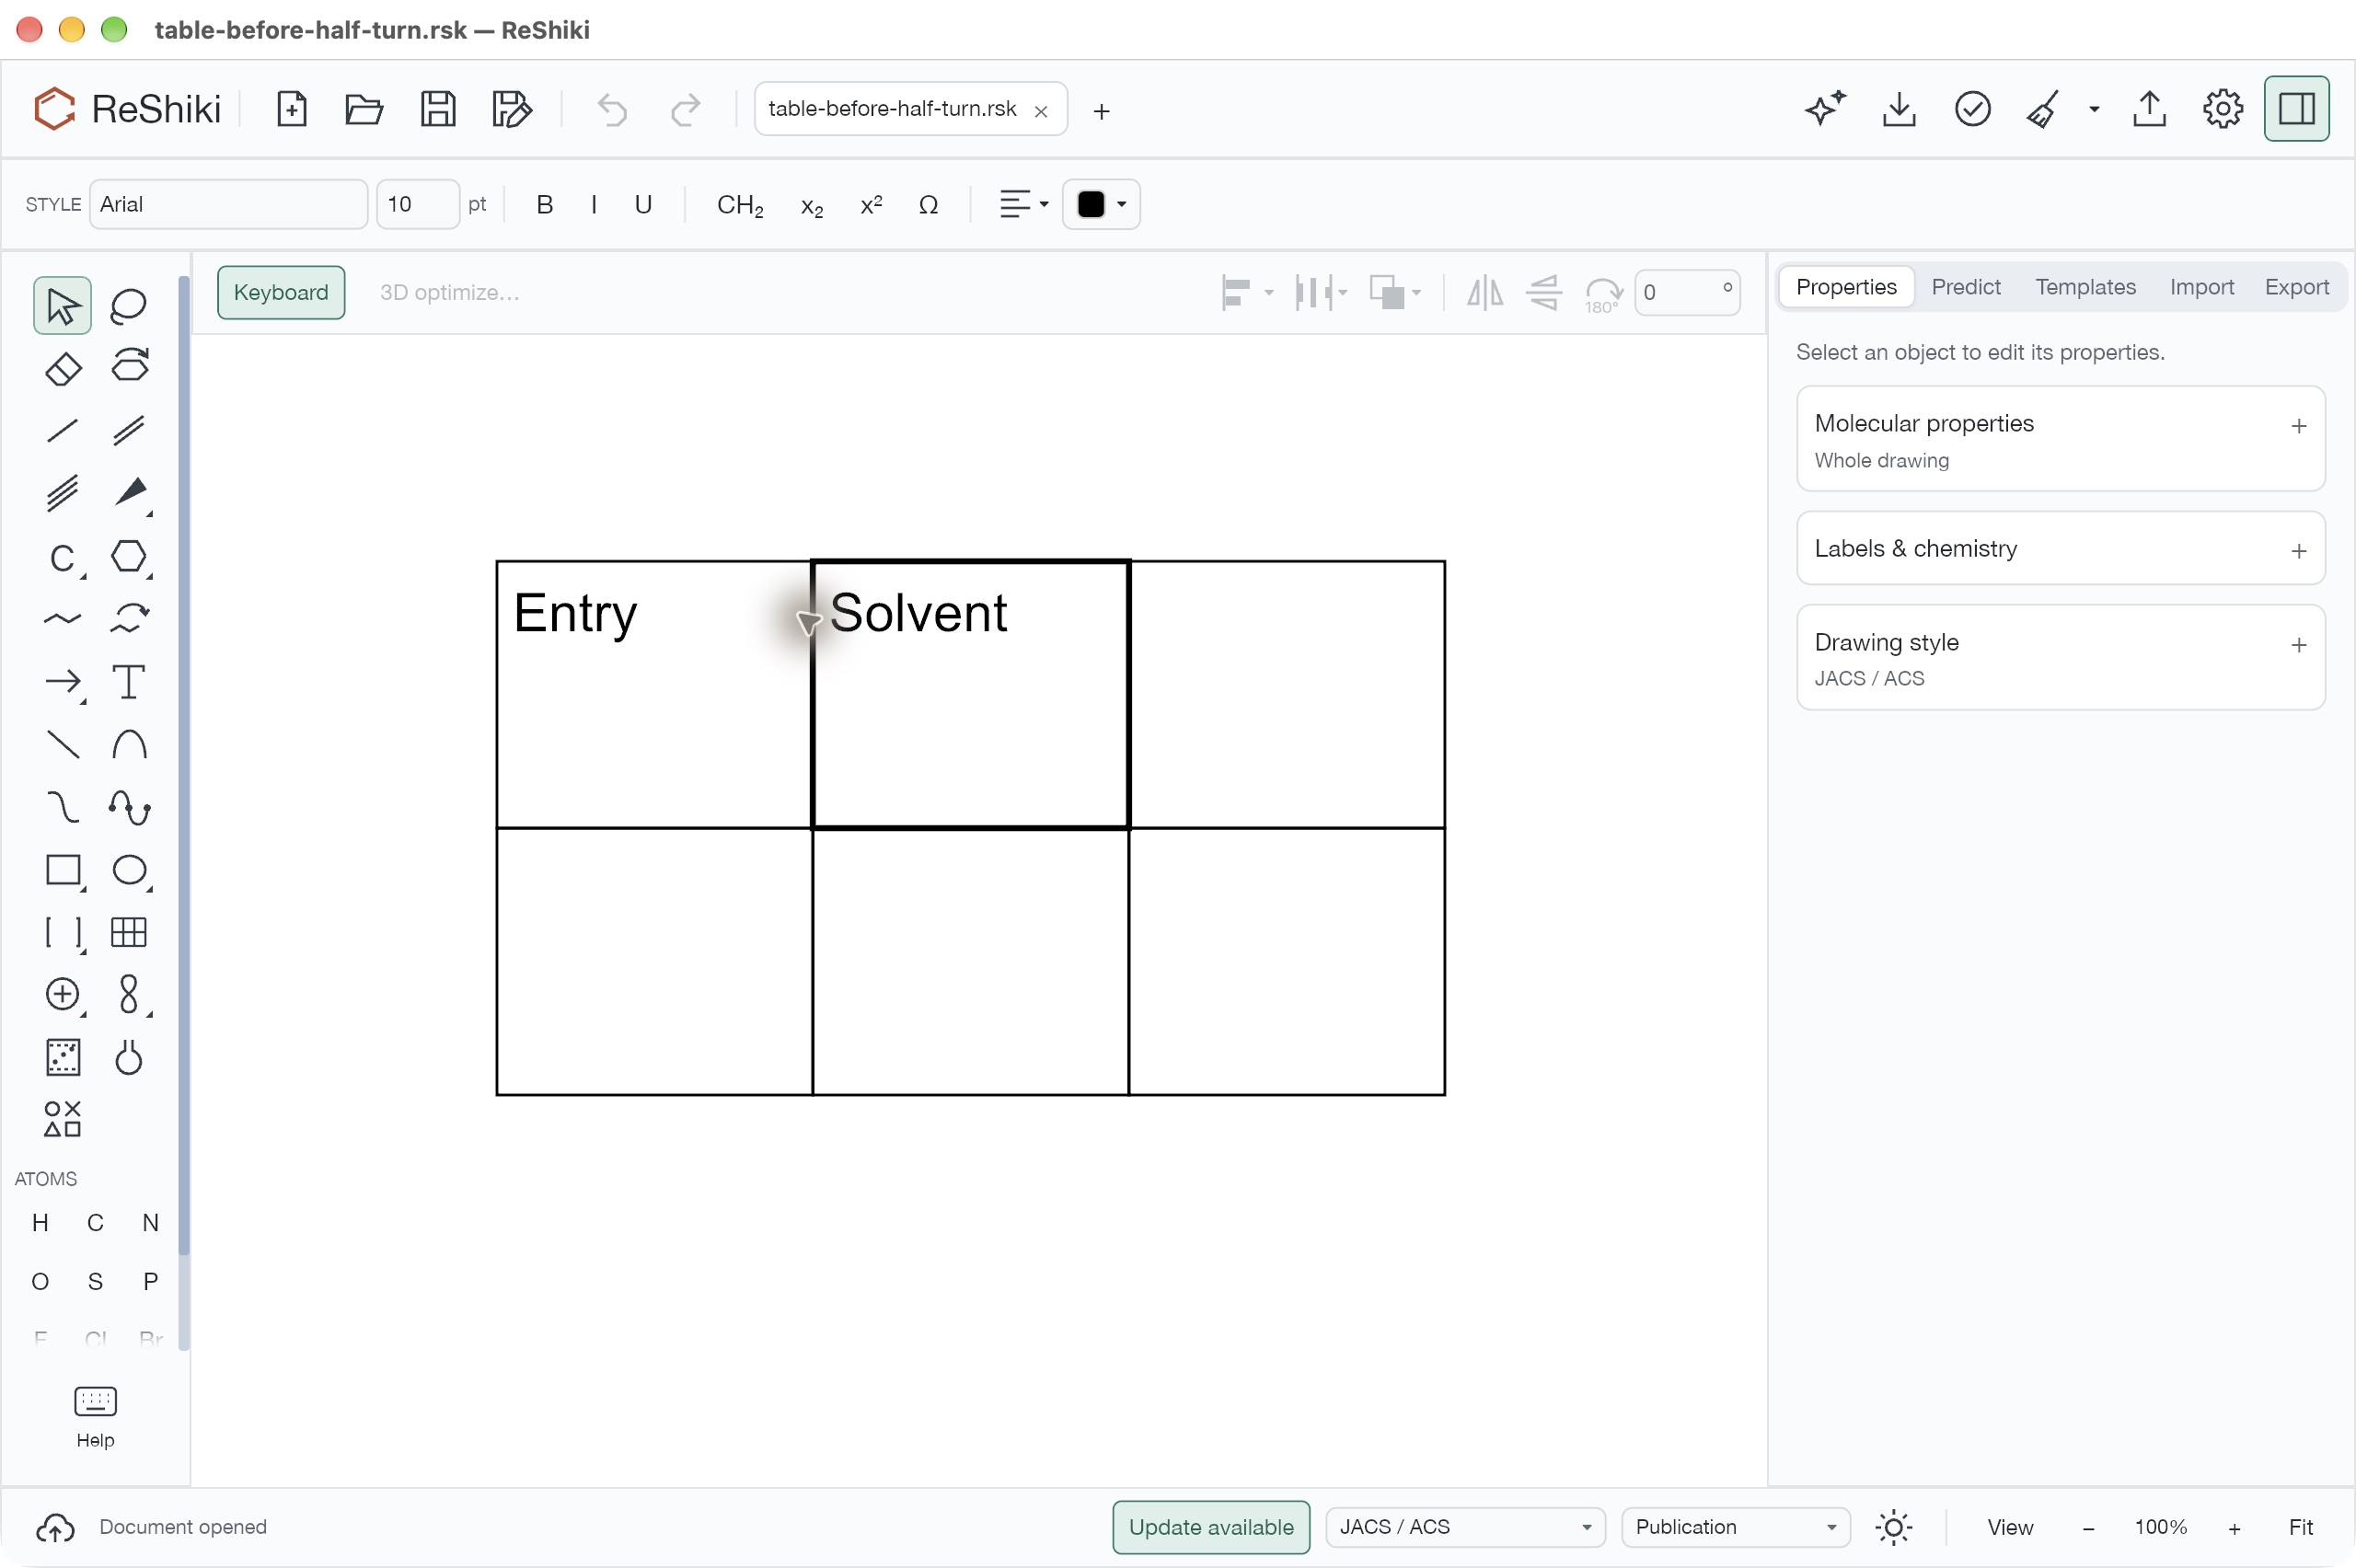 table-before-half-turn.rsk — ReShiki
ReShiki
table-before-half-turn.rsk ×
STYLE Arial 10 pt B I U CH₂ x₂ x² Ω
Keyboard 3D optimize... 180° 0 °
Properties Predict Templates Import Export
Select an object to edit its properties.
Molecular properties
Whole drawing
Labels & chemistry
Drawing style
JACS / ACS
C
T
Entry Solvent
ATOMS
H C N
O S P
F Cl Br
Help
Document opened
Update available
JACS / ACS
Publication
View − 100% + Fit